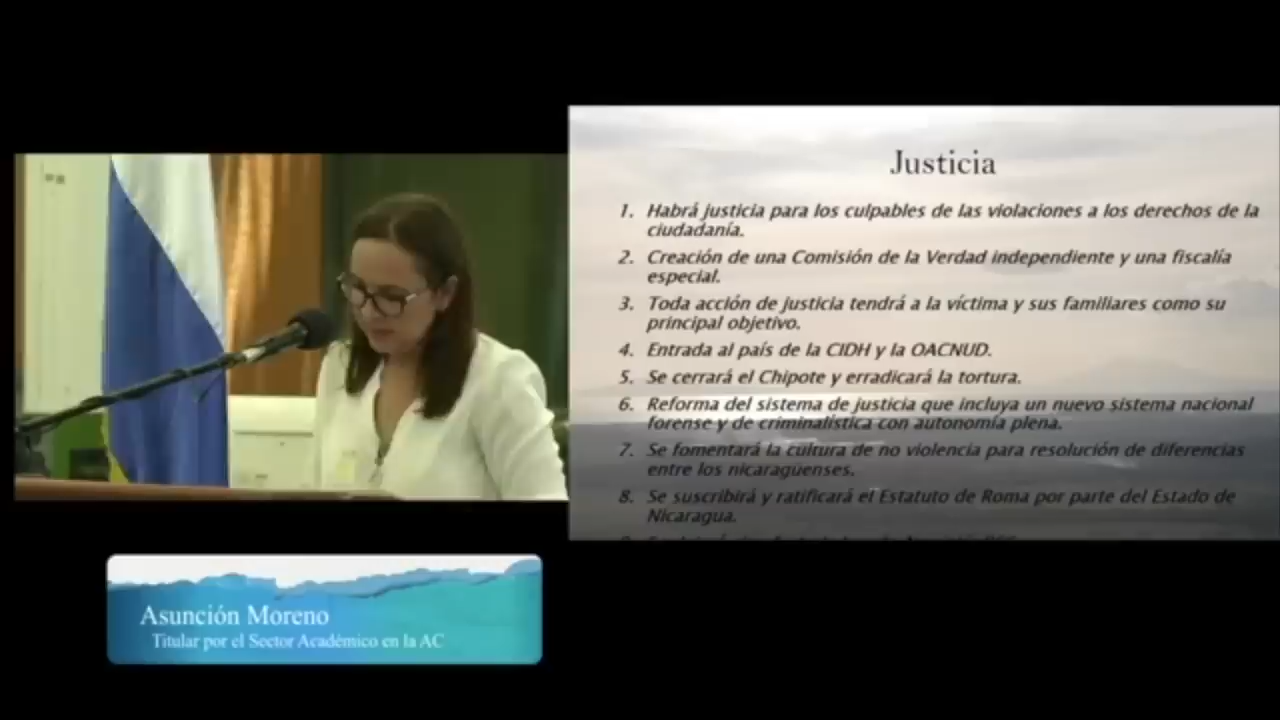 Justicia
1. Habrá justicia para los culpables de las violaciones a los derechos de la
ciudadanía.
2. Creación de una Comisión de la Verdad independiente y una fiscalía
especial.
3. Toda acción de justicia tendrá a la víctima y sus familiares como su
principal objetivo.
4. Entrada al país de la CIDH y la OACNUD.
5. Se cerrará el Chipote y erradicará la tortura.
6. Reforma del sistema de justicia que incluya un nuevo sistema nacional
forense y de criminalística con autonomía plena.
7. Se fomentará la cultura de no violencia para resolución de diferencias
entre los nicaragüenses.
8. Se suscribirá y ratificará el Estatuto de Roma por parte del Estado de
Nicaragua.
Asunción Moreno
Titular por el Sector Académico en la AC